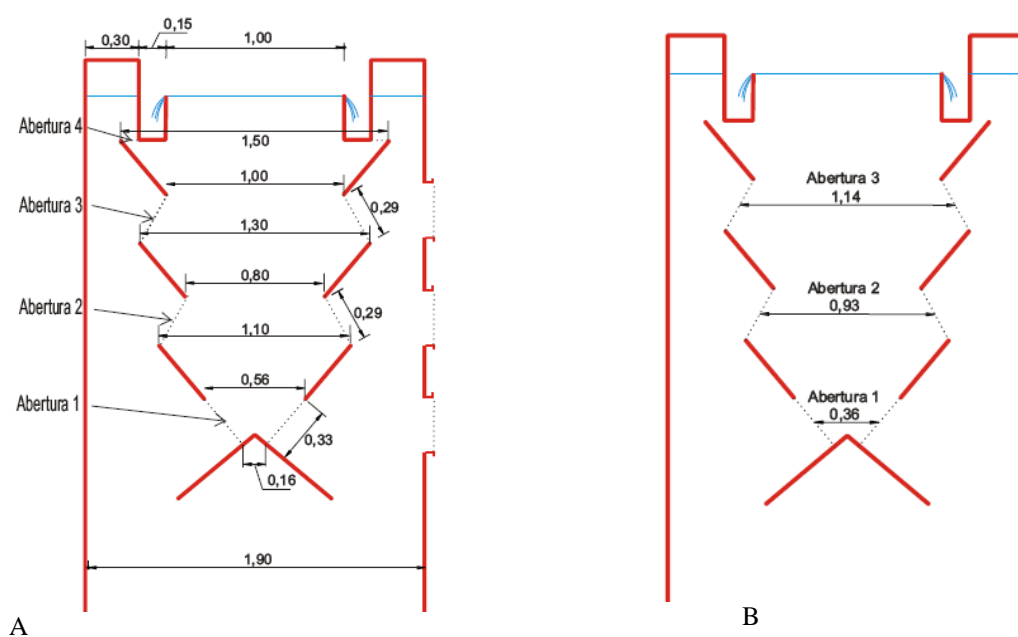 0,15
0,30
1,00
Abertura 4
1,50
1,00
Abertura 3
0,29
1,30
0,80
Abertura 2
0,29
1,10
0,56
Abertura 1
0,33
0,16
1,90
A
Abertura 3
1,14
Abertura 2
0,93
Abertura 1
0,36
B